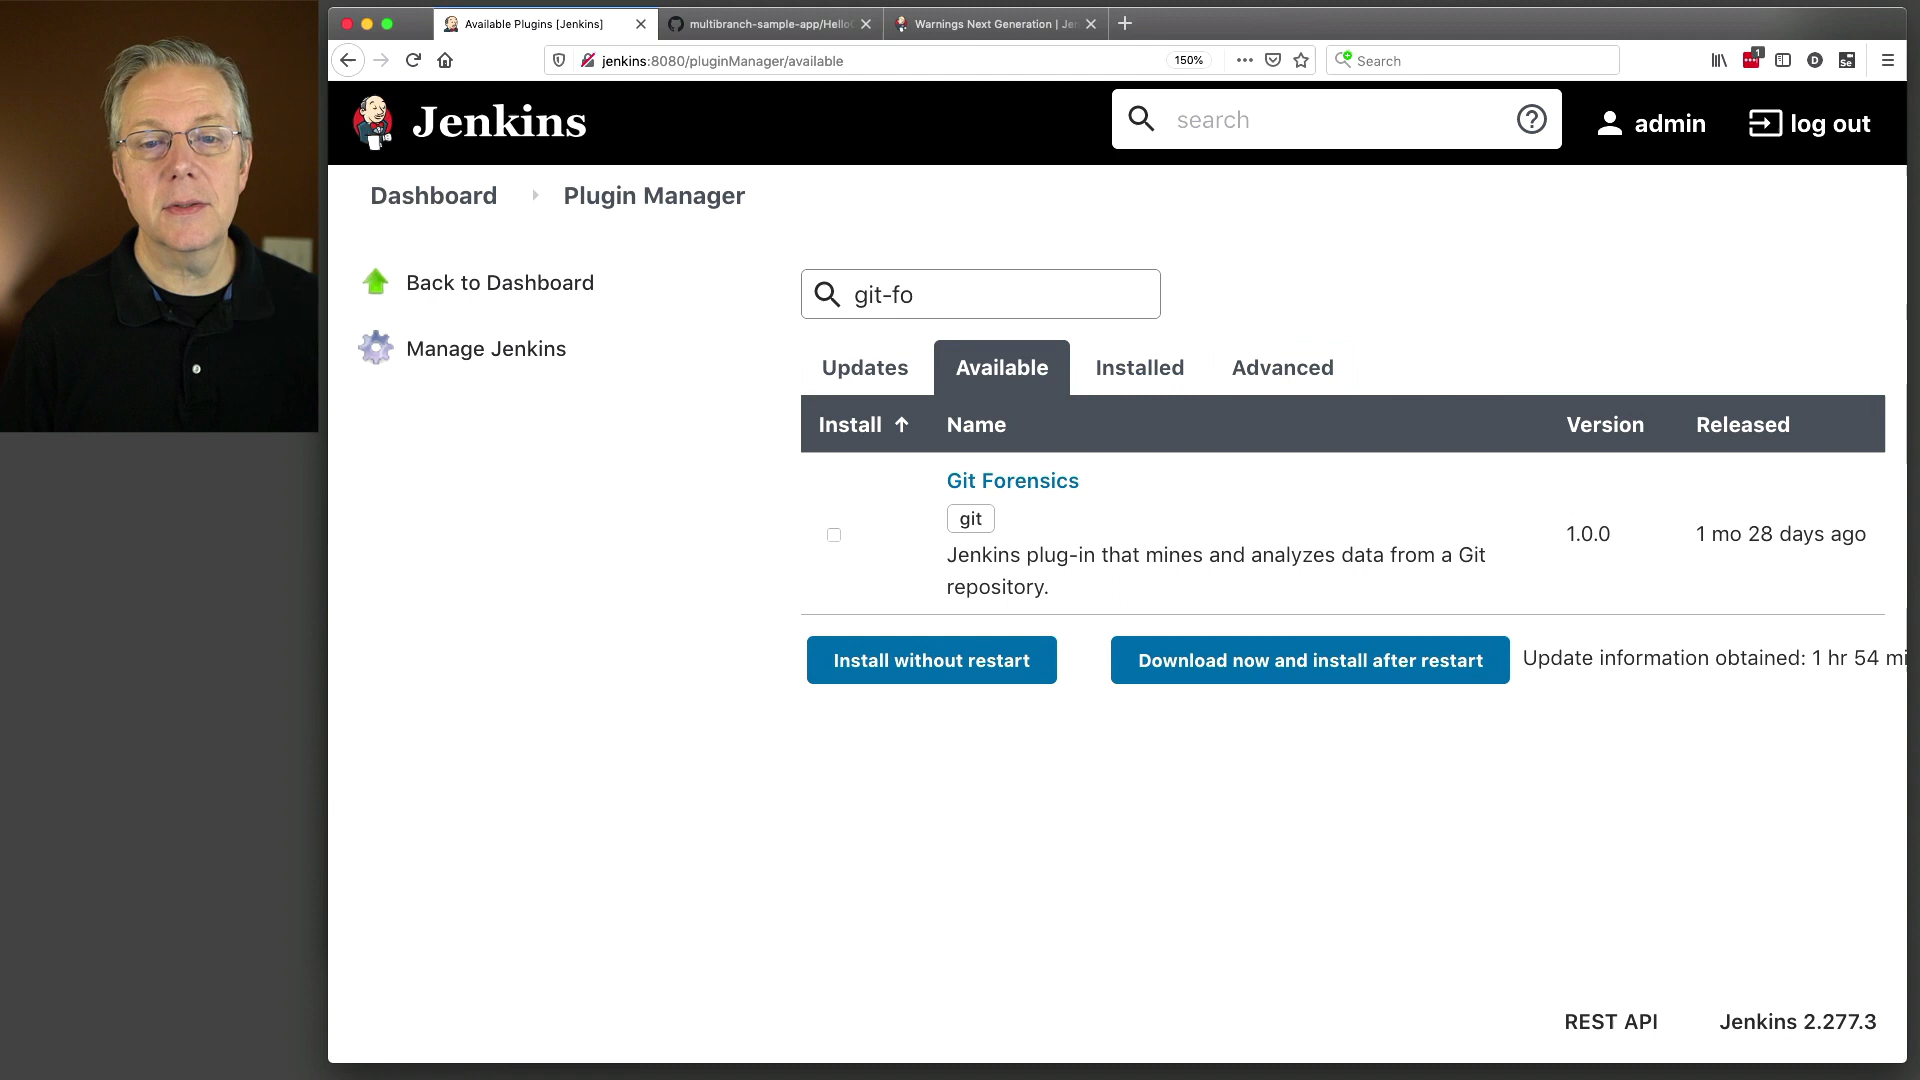 Available Plugins [Jenkins]
multibranch-sample-app/Hello
Warnings Next Generation | Je
jenkins:8080/pluginManager/available
150%
Search
1
D
Se
Jenkins
search
?
admin
log out
Dashboard
Plugin Manager
Back to Dashboard
Manage Jenkins
git-fo
Updates
Available
Installed
Advanced
Install ↑
Name
Version
Released
Git Forensics
git
Jenkins plug-in that mines and analyzes data from a Git
repository.
1.0.0
1 mo 28 days ago
Install without restart
Download now and install after restart
Update information obtained: 1 hr 54 mi
REST API
Jenkins 2.277.3